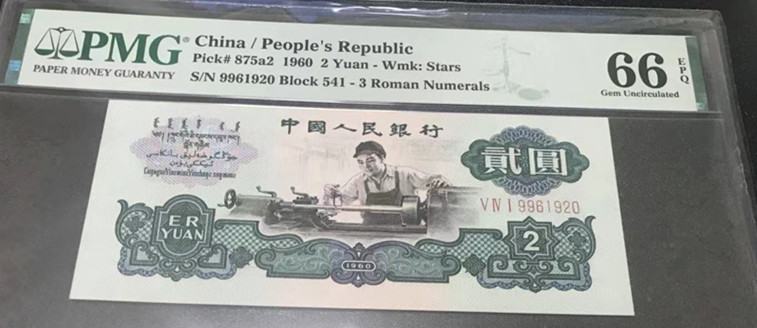 PMG
PAPER MONEY GUARANTY
China / People's Republic
Pick# 875a2 1960 2 Yuan - Wmk: Stars
S/N 9961920 Block 541 - 3 Roman Numerals
66 EPQ
Gem Uncirculated
中國人民銀行
貳圓
VIVI 9961920
ER
YUAN
1960
2